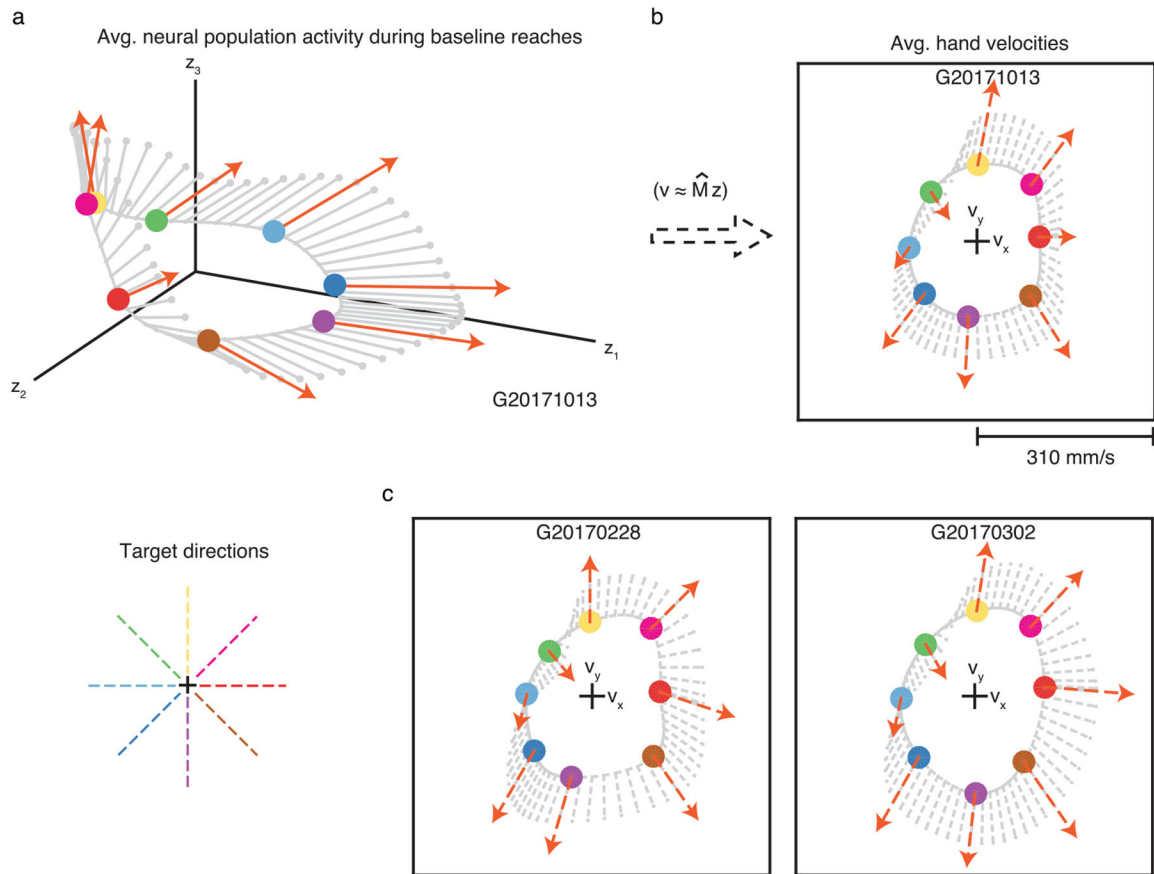 a
Avg. neural population activity during baseline reaches
z3
z1
z2
G20171013
b
Avg. hand velocities
G20171013
(v ≈ M̂ z)
vy
vx
310 mm/s
Target directions
c
G20170228
vy
vx
G20170302
vy
vx